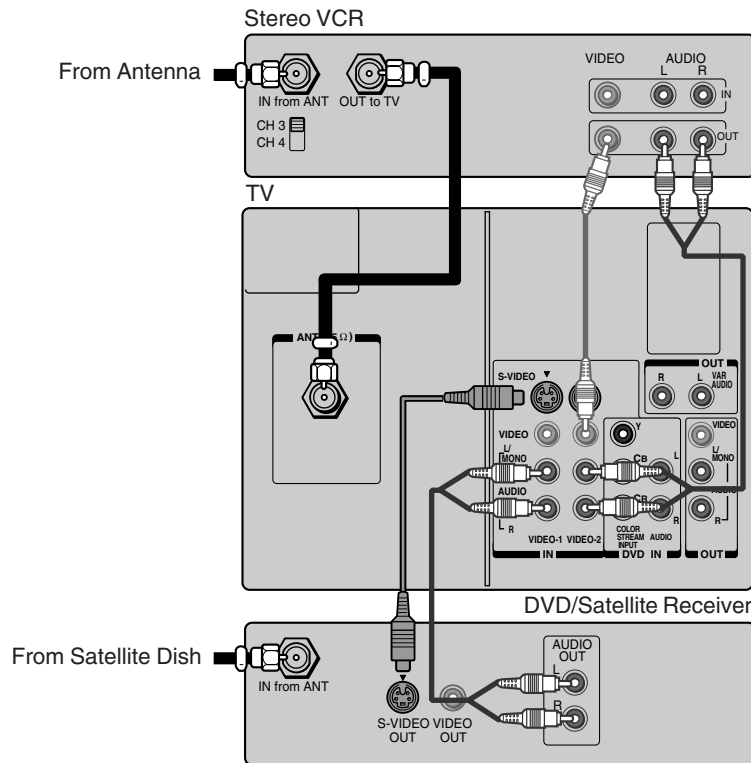 Stereo VCR
From Antenna
IN from ANT
OUT to TV
VIDEO
AUDIO
L
R
IN
CH 3
CH 4
OUT
TV
ANT
Ω)
OUT
S-VIDEO
R
L
VAR
AUDIO
Y
VIDEO
VIDEO
L/
MONO
CB
L
L/
MONO
AUDIO
CR
AUDIO
L R
R
R
VIDEO-1
VIDEO-2
COLOR
STREAM
INPUT
AUDIO
IN
DVD IN
OUT
DVD/Satellite Receiver
From Satellite Dish
IN from ANT
AUDIO
OUT
L
R
S-VIDEO
OUT
VIDEO
OUT